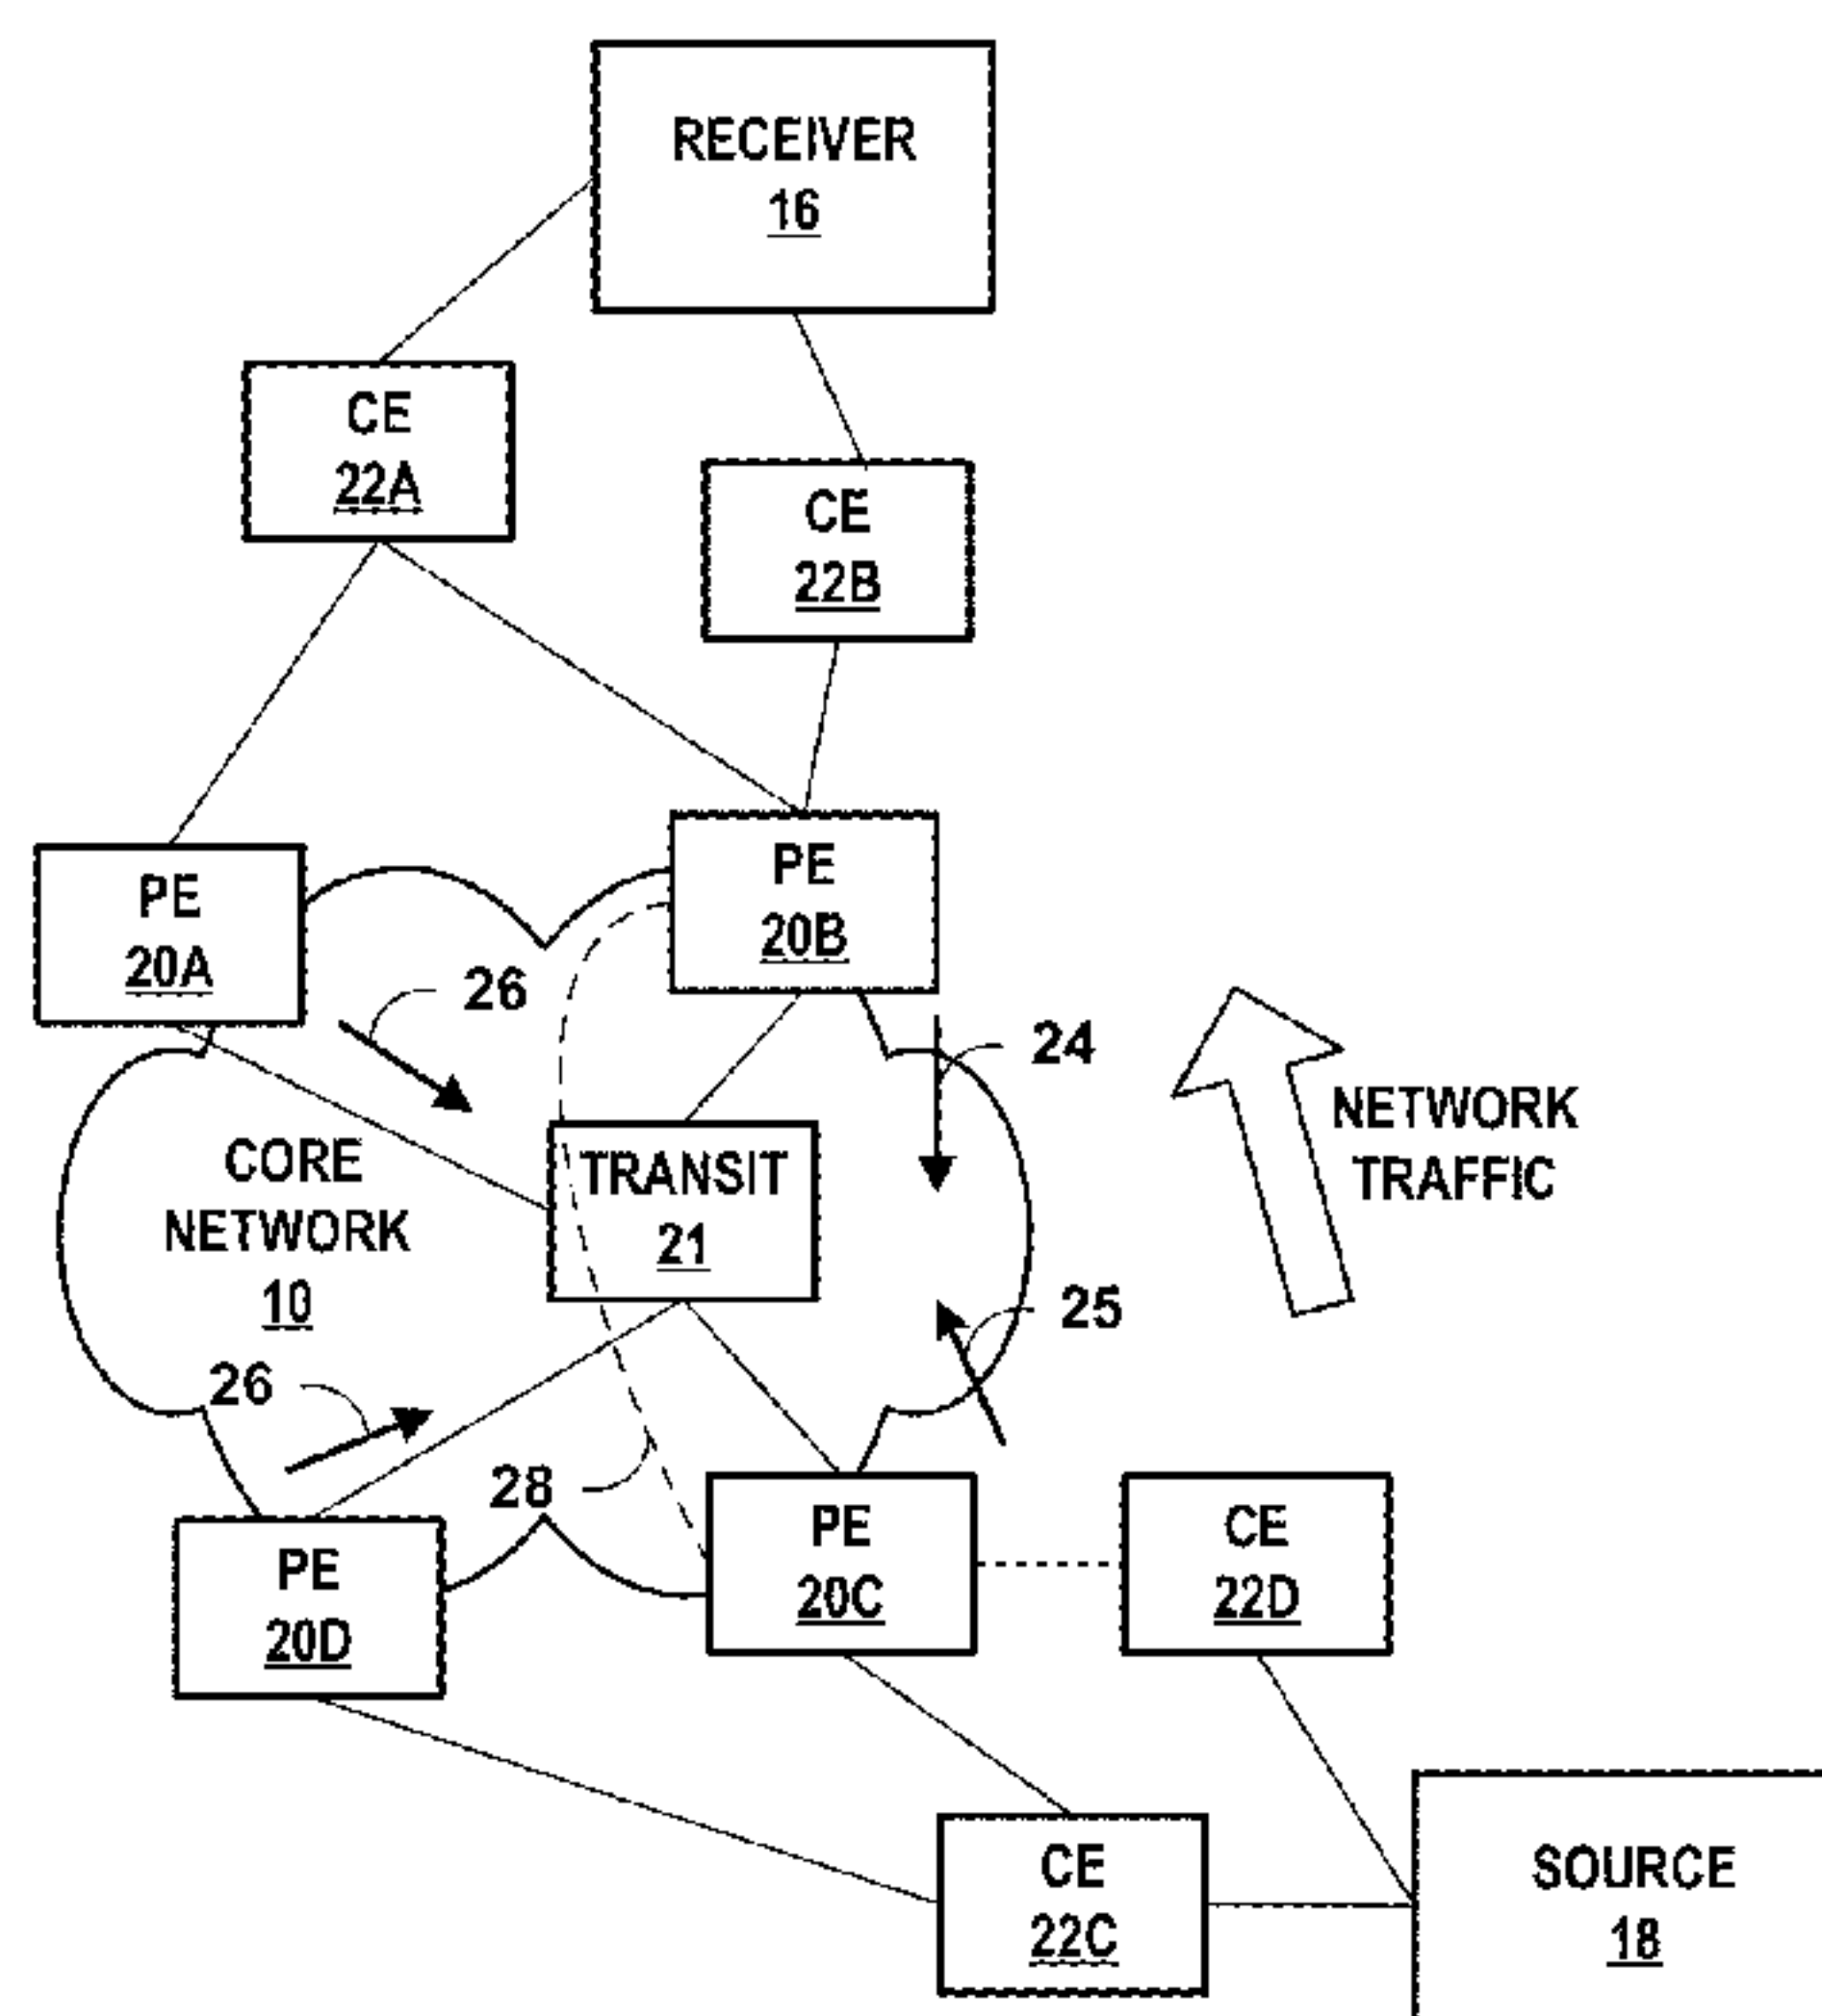 RECEIVER
16
CE
22A
CE
22B
PE
20A
PE
20B
26
24
NETWORK
TRAFFIC
CORE
NETWORK
10
TRANSIT
21
25
26
28
PE
20D
PE
20C
CE
22D
CE
22C
SOURCE
18